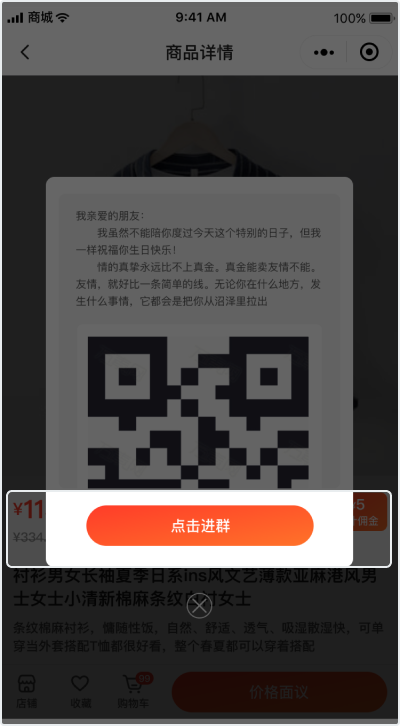 商城
9:41 AM
100%
商品详情
我亲爱的朋友：
我虽然不能陪你度过今天这个特别的日子，但我
一样祝福你生日快乐！
情的真挚永远比不上真金。真金能卖友情不能。
友情，就好比一条简单的线。无论你在什么地方，发
生什么事情，它都会是把你从沼泽里拉出
点击进群
¥11
¥334
佣金
衬衫男女长袖夏季日系ins风文艺薄款亚麻港风男
士女士小清新棉麻条纹白衬女士
条纹棉麻衬衫，慵随性饭，自然、舒适、透气、吸湿散湿快，可单
穿当外套搭配T恤都很好看，整个春夏都可以穿着搭配
店铺
收藏
购物车
99
价格面议